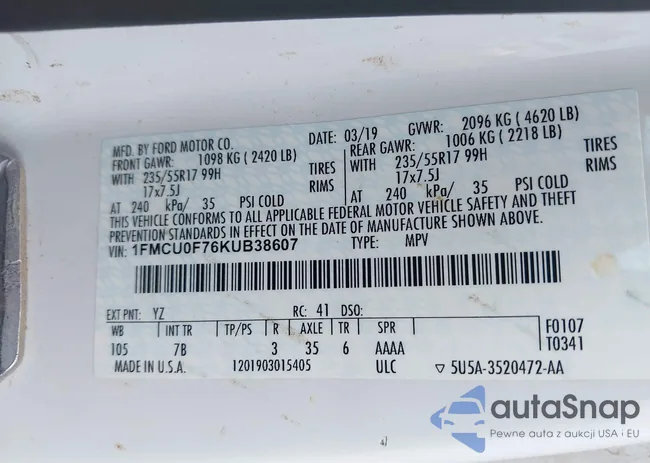 MFD. BY FORD MOTOR CO.
DATE: 03/19 GVWR: 2096 KG ( 4620 LB)
FRONT GAWR: 1098 KG ( 2420 LB) REAR GAWR: 1006 KG ( 2218 LB)
WITH 235/55R17 99H TIRES WITH 235/55R17 99H TIRES
17x7.5J RIMS 17x7.5J RIMS
AT 240 kPa/ 35 PSI COLD AT 240 kPa/ 35 PSI COLD
THIS VEHICLE CONFORMS TO ALL APPLICABLE FEDERAL MOTOR VEHICLE SAFETY AND THEFT
PREVENTION STANDARDS IN EFFECT ON THE DATE OF MANUFACTURE SHOWN ABOVE.
VIN: 1FMCU0F76KUB38607 TYPE: MPV
EXT PNT: YZ RC: 41 DSO:
WB INT TR TP/PS R AXLE TR SPR F0107
105 7B 3 35 6 AAAA T0341
MADE IN U.S.A. 1201903015405 ULC ▽ 5U5A-3520472-AA
autaSnap
Pewne auta z aukcji USA i EU